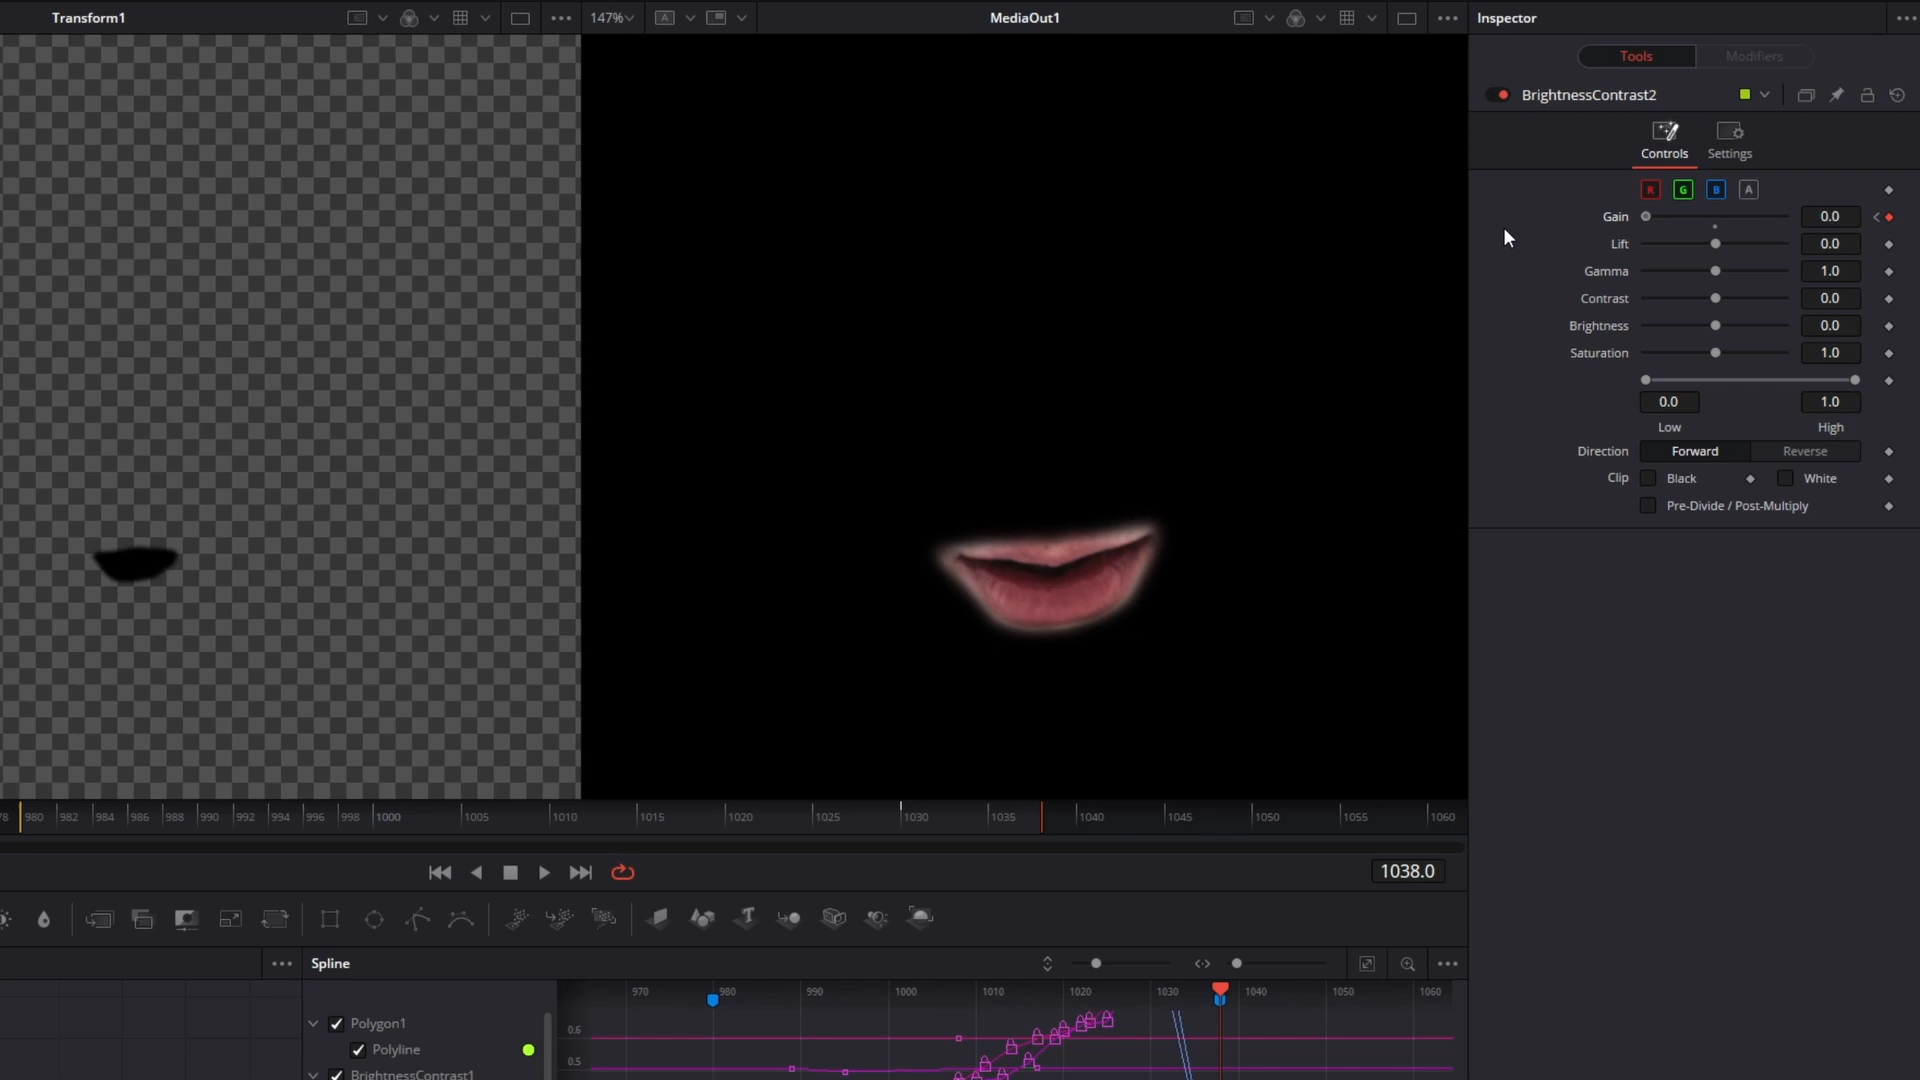 Transform1
147%
A
MediaOut1
Inspector
Tools
Modifiers
BrightnessContrast2
Controls
Settings
R G B A
Gain 0.0
Lift 0.0
Gamma 1.0
Contrast 0.0
Brightness 0.0
Saturation 1.0
0.0 1.0
Low High
Direction Forward Reverse
Clip Black White
Pre-Divide / Post-Multiply
78 980 982 984 986 988 990 992 994 996 998 1000 1005 1010 1015 1020 1025 1030 1035 1040 1045 1050 1055 1060
1038.0
T
Spline
970 980 990 1000 1010 1020 1030 1040 1050 1060
Polygon1
0.6
Polyline
0.5
BrightnessContrast1